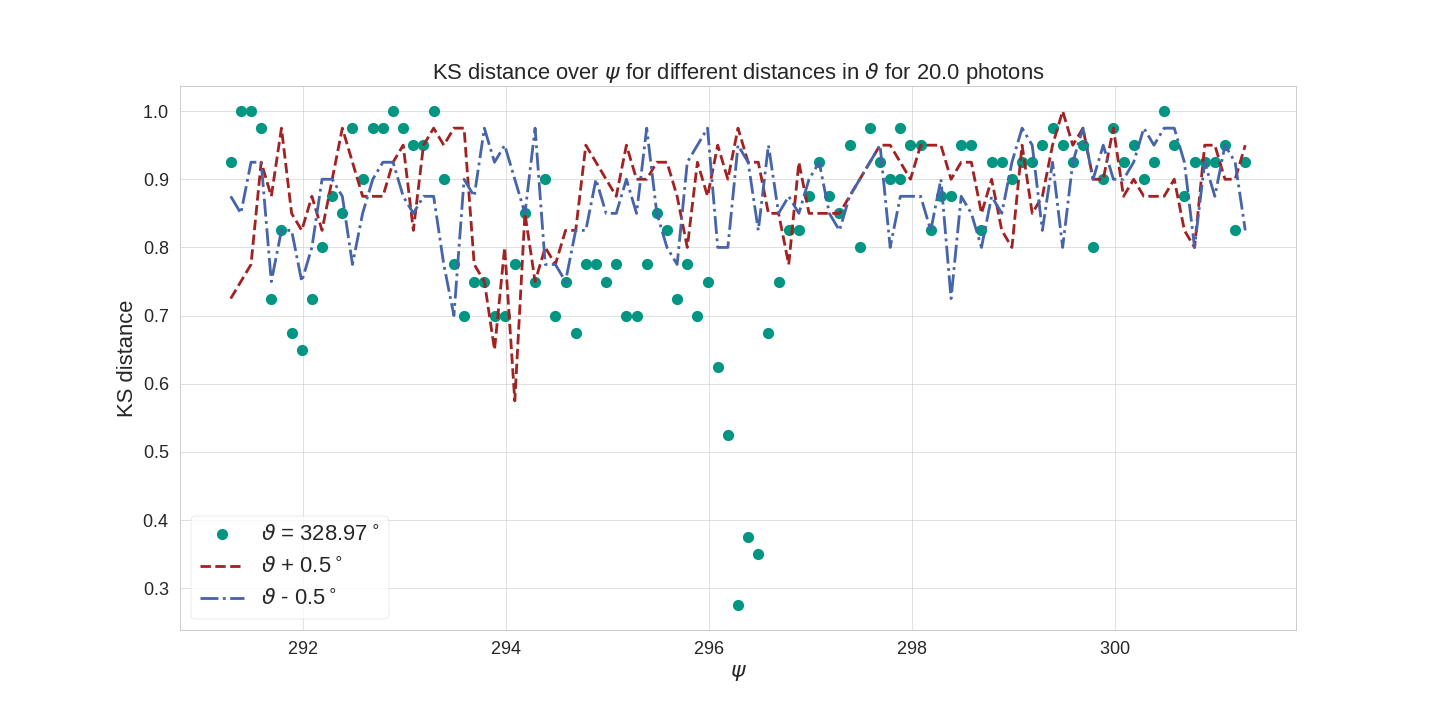 KS distance over ψ for different distances in ϑ for 20.0 photons
KS distance
1.0
0.9
0.8
0.7
0.6
0.5
0.4
0.3
ϑ = 328.97°
ϑ + 0.5°
ϑ - 0.5°
292 294 296 298 300
ψ